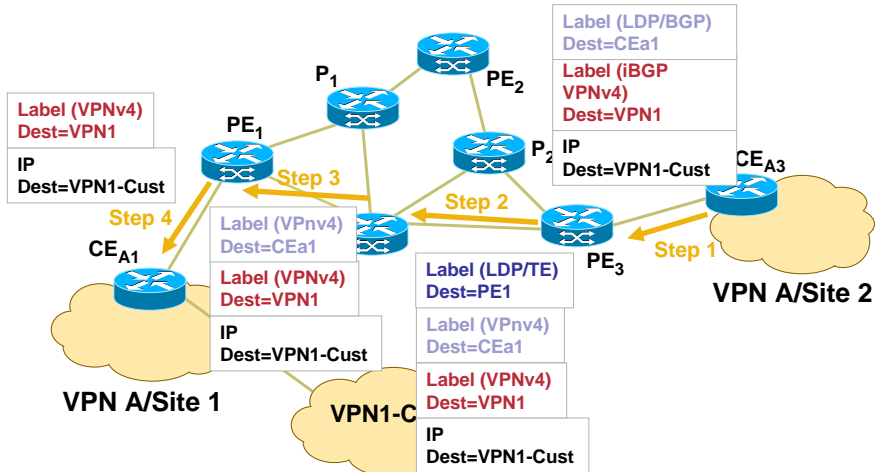 Label (LDP/BGP)
Dest=CEa1
Label (iBGP
VPNv4)
Dest=VPN1
IP
Dest=VPN1-Cust
P1
PE2
Label (VPNv4)
Dest=VPN1
IP
Dest=VPN1-Cust
PE1
P2
CEA3
Step 3
Step 4
Step 2
Step 1
Label (VPnv4)
Dest=CEa1
Label (VPNv4)
Dest=VPN1
IP
Dest=VPN1-Cust
CEA1
PE3
Label (LDP/TE)
Dest=PE1
Label (VPnv4)
Dest=CEa1
Label (VPNv4)
Dest=VPN1
IP
Dest=VPN1-Cust
VPN A/Site 2
VPN A/Site 1
VPN1-C